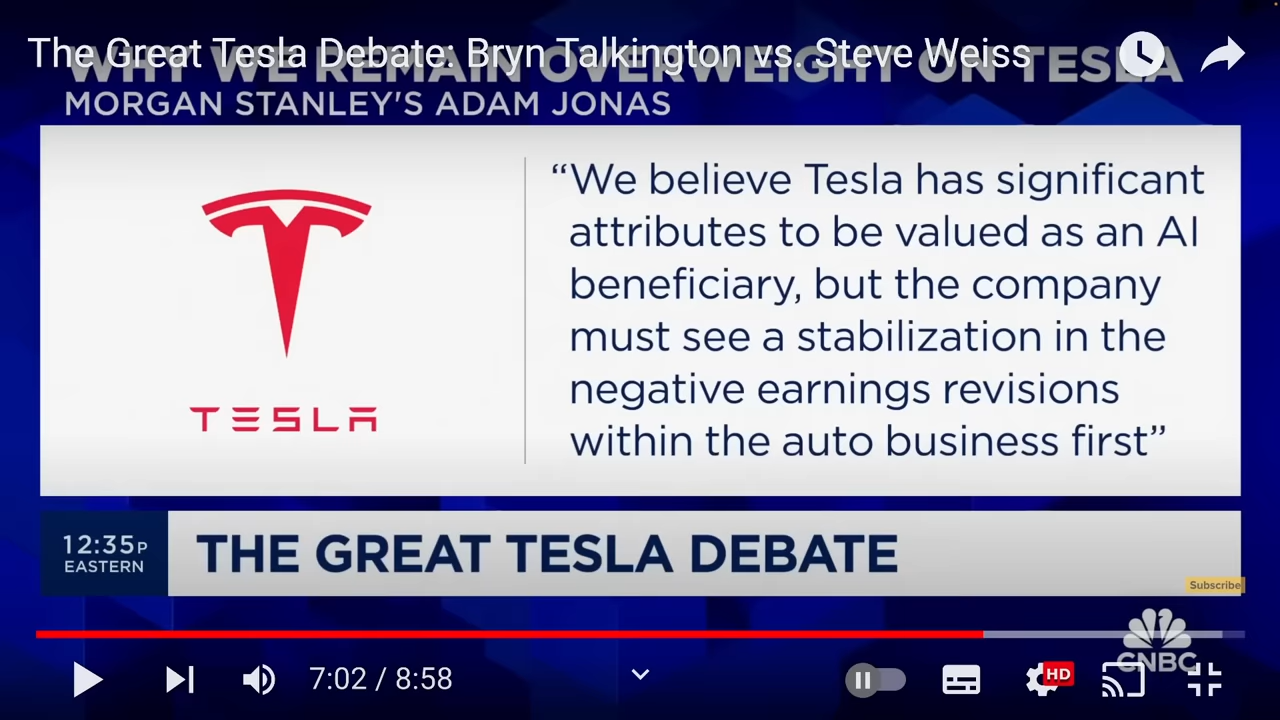 The Great Tesla Debate: Bryn Talkington vs. Steve Weiss
WHY WE REMAIN OVERWEIGHT ON TESLA
MORGAN STANLEY'S ADAM JONAS
“We believe Tesla has significant
attributes to be valued as an AI
beneficiary, but the company
must see a stabilization in the
negative earnings revisions
within the auto business first”
TESLA
12:35P
EASTERN
THE GREAT TESLA DEBATE
Subscribe
CNBC
7:02 / 8:58
HD